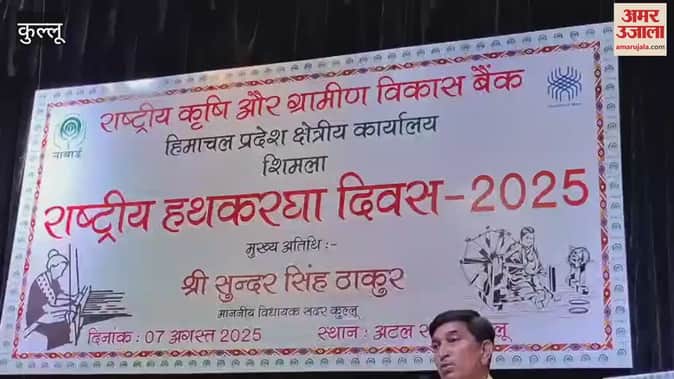 कुल्लू
अमर
उजाला
amarujala.com
राष्ट्रीय कृषि और ग्रामीण विकास बैंक
नाबार्ड
हिमाचल प्रदेश क्षेत्रीय कार्यालय
शिमला
राष्ट्रीय हथकरघा दिवस-2025
मुख्य अतिथि :-
श्री सुन्दर सिंह ठाकुर
माननीय विधायक सदर कुल्लू
दिनांक : 07 अगस्त 2025 स्थान : अटल